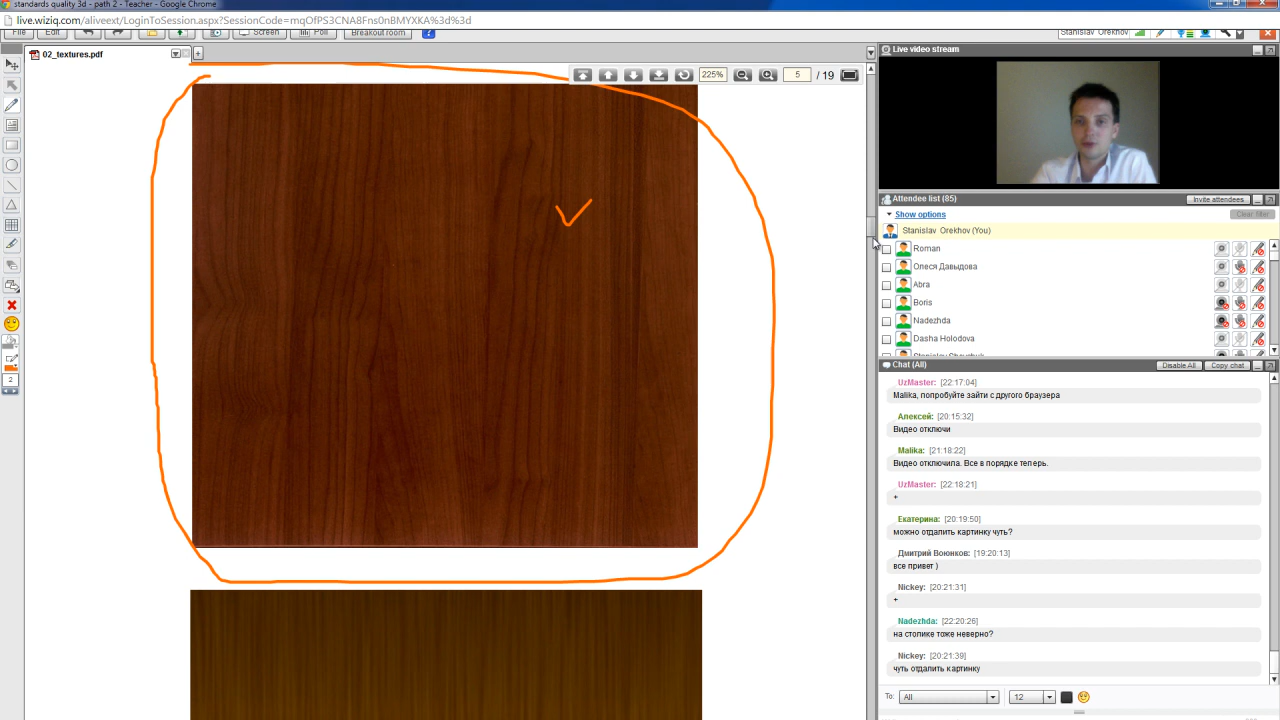 standards quality 3d - path 2 - Teacher - Google Chrome
live.wiziq.com/aliveext/LoginToSession.aspx?SessionCode=mqOfPS3CNA8Fns0nBMYXKA%3d%3d
File Edit Screen Poll Breakout room ? Stanislav Orekhov
02_textures.pdf
225% 5 / 19
2
Live video stream
Attendee list (85) Invite attendees
Show options Clear filter
Stanislav Orekhov (You)
Roman
Олеся Давыдова
Abra
Boris
Nadezhda
Dasha Holodova
Chat (All) Disable All Copy chat
UzMaster: [22:17:04]
Malika, попробуйте зайти с другого браузера
Алексей: [20:15:32]
Видео отключи
Malika: [21:18:22]
Видео отключила. Все в порядке теперь.
UzMaster: [22:18:21]
+
Екатерина: [20:19:50]
можно отдалить картинку чуть?
Дмитрий Воюнков: [19:20:13]
все привет )
Nickey: [20:21:31]
+
Nadezhda: [22:20:26]
на столике тоже неверно?
Nickey: [20:21:39]
чуть отдалить картинку
To: All 12